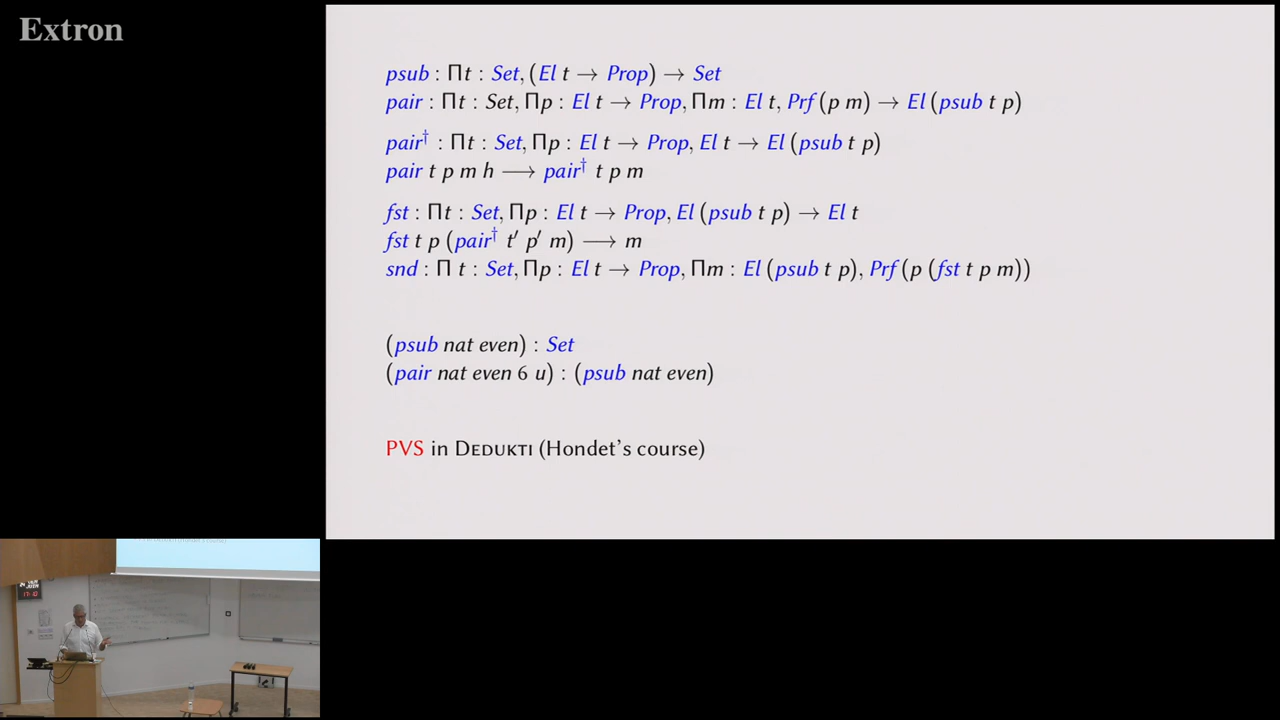 Extron
psub : Πt : Set, (El t → Prop) → Set
pair : Πt : Set, Πp : El t → Prop, Πm : El t, Prf (p m) → El (psub t p)
pair† : Πt : Set, Πp : El t → Prop, El t → El (psub t p)
pair t p m h ⟶ pair† t p m
fst : Πt : Set, Πp : El t → Prop, El (psub t p) → El t
fst t p (pair† t′ p′ m) ⟶ m
snd : Π t : Set, Πp : El t → Prop, Πm : El (psub t p), Prf (p (fst t p m))
(psub nat even) : Set
(pair nat even 6 u) : (psub nat even)
PVS in Dedukti (Hondet's course)